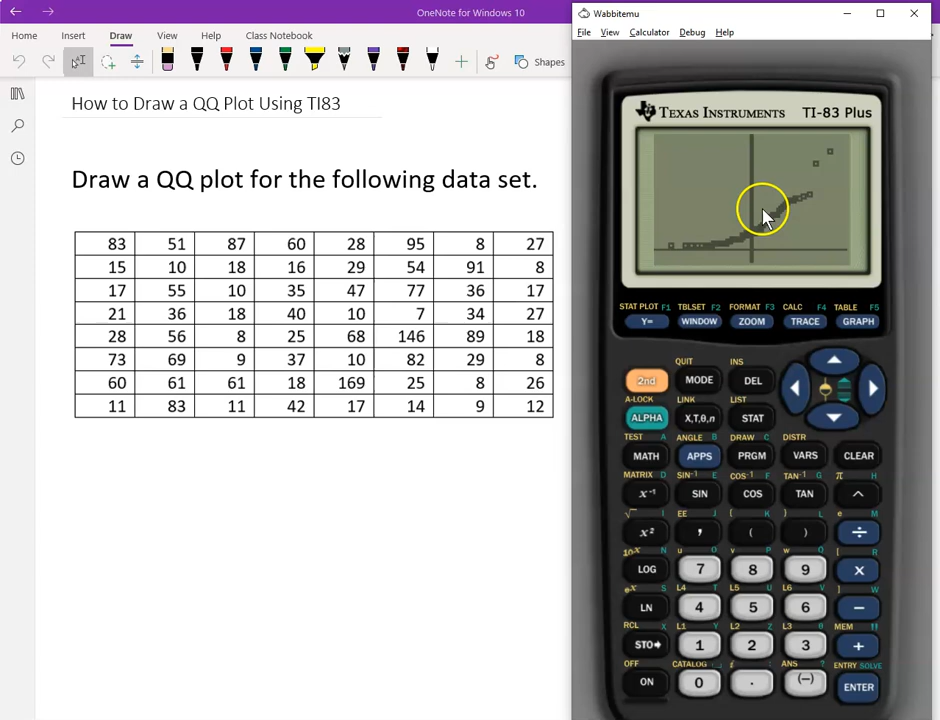 OneNote for Windows 10
Home Insert Draw View Help Class Notebook
Shapes
How to Draw a QQ Plot Using TI83
Draw a QQ plot for the following data set.
83 51 87 60 28 95 8 27
15 10 18 16 29 54 91 8
17 55 10 35 47 77 36 17
21 36 18 40 10 7 34 27
28 56 8 25 68 146 89 18
73 69 9 37 10 82 29 8
60 61 61 18 169 25 8 26
11 83 11 42 17 14 9 12
Wabbitemu
File View Calculator Debug Help
TEXAS INSTRUMENTS TI-83 Plus
STAT PLOT F1 TBLSET F2 FORMAT F3 CALC F4 TABLE F5
Y= WINDOW ZOOM TRACE GRAPH
QUIT INS
2nd MODE DEL
A-LOCK LINK LIST
ALPHA X,T,θ,n STAT
TEST A ANGLE B DRAW C DISTR
MATH APPS PRGM VARS CLEAR
MATRIX D SIN⁻¹ E COS⁻¹ F TAN⁻¹ G π H
x⁻¹ SIN COS TAN ^
√ I EE J { K } L e M
x² , ( ) ÷
10ˣ N u O v P w Q [ R
LOG 7 8 9 ×
eˣ S L4 T L5 U L6 V ] W
LN 4 5 6 −
RCL X L1 Y L2 Z L3 θ MEM "
STO► 1 2 3 +
OFF CATALOG i : ANS ? ENTRY SOLVE
ON 0 . (−) ENTER